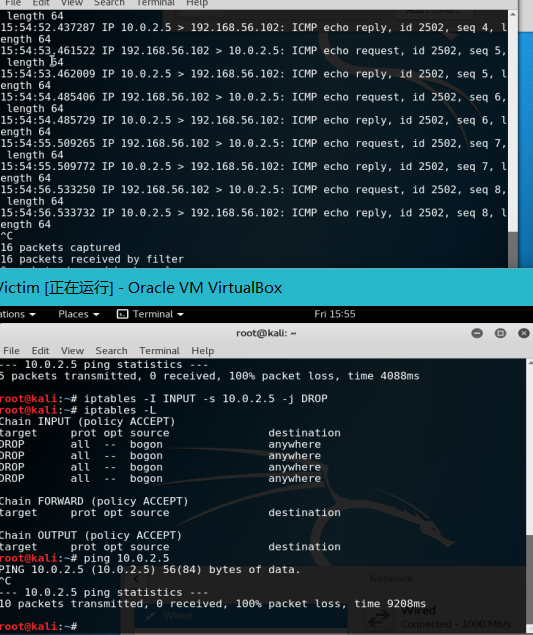 File Edit View Search Terminal Help
length 64
15:54:52.437287 IP 10.0.2.5 > 192.168.56.102: ICMP echo reply, id 2502, seq 4, l
ength 64
15:54:53.461522 IP 192.168.56.102 > 10.0.2.5: ICMP echo request, id 2502, seq 5,
length 64
15:54:53.462009 IP 10.0.2.5 > 192.168.56.102: ICMP echo reply, id 2502, seq 5, l
ength 64
15:54:54.485406 IP 192.168.56.102 > 10.0.2.5: ICMP echo request, id 2502, seq 6,
length 64
15:54:54.485729 IP 10.0.2.5 > 192.168.56.102: ICMP echo reply, id 2502, seq 6, l
ength 64
15:54:55.509265 IP 192.168.56.102 > 10.0.2.5: ICMP echo request, id 2502, seq 7,
length 64
15:54:55.509772 IP 10.0.2.5 > 192.168.56.102: ICMP echo reply, id 2502, seq 7, l
ength 64
15:54:56.533250 IP 192.168.56.102 > 10.0.2.5: ICMP echo request, id 2502, seq 8,
length 64
15:54:56.533732 IP 10.0.2.5 > 192.168.56.102: ICMP echo reply, id 2502, seq 8, l
ength 64
^C
16 packets captured
16 packets received by filter
Victim [正在运行] - Oracle VM VirtualBox
ations Places Terminal Fri 15:55
root@kali: ~
File Edit View Search Terminal Help
--- 10.0.2.5 ping statistics ---
5 packets transmitted, 0 received, 100% packet loss, time 4088ms
root@kali:~# iptables -I INPUT -s 10.0.2.5 -j DROP
root@kali:~# iptables -L
Chain INPUT (policy ACCEPT)
target prot opt source destination
DROP all -- bogon anywhere
DROP all -- bogon anywhere
DROP all -- bogon anywhere
DROP all -- bogon anywhere
Chain FORWARD (policy ACCEPT)
target prot opt source destination
Chain OUTPUT (policy ACCEPT)
target prot opt source destination
root@kali:~# ping 10.0.2.5
PING 10.0.2.5 (10.0.2.5) 56(84) bytes of data.
^C
Network
--- 10.0.2.5 ping statistics ---
10 packets transmitted, 0 received, 100% packet loss, time 9208ms
Wired
Wired
Connected - 1000 Mb/s
root@kali:~#